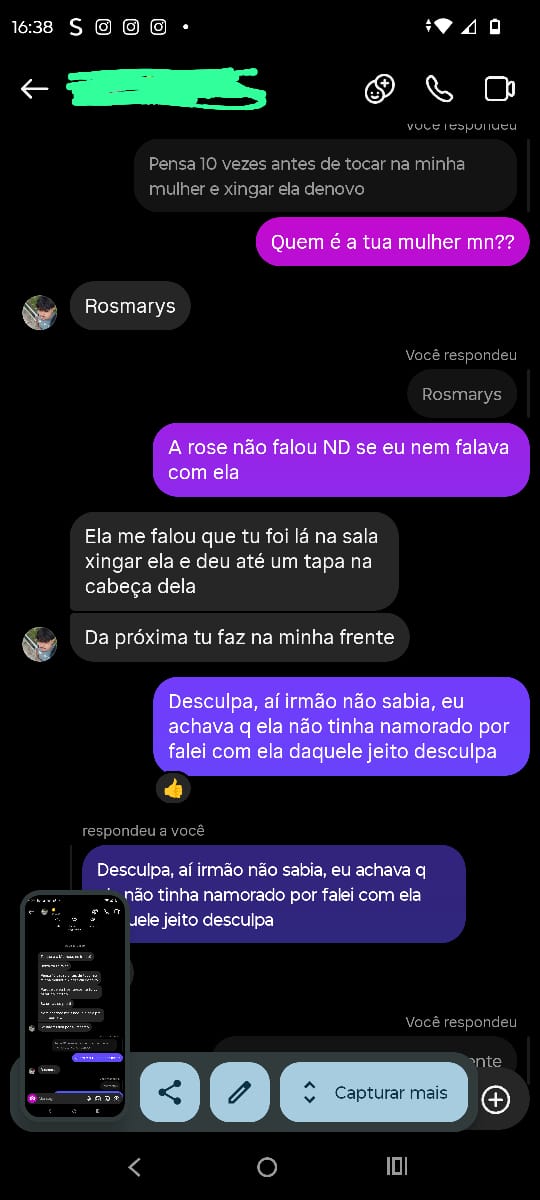 16:38
Você respondeu
Pensa 10 vezes antes de tocar na minha
mulher e xingar ela denovo
Quem é a tua mulher mn??
Rosmarys
Você respondeu
Rosmarys
A rose não falou ND se eu nem falava
com ela
Ela me falou que tu foi lá na sala
xingar ela e deu até um tapa na
cabeça dela
Da próxima tu faz na minha frente
Desculpa, aí irmão não sabia, eu
achava q ela não tinha namorado por
falei com ela daquele jeito desculpa
respondeu a você
Desculpa, aí irmão não sabia, eu achava q
não tinha namorado por falei com ela
jeito desculpa
Você respondeu
Capturar mais